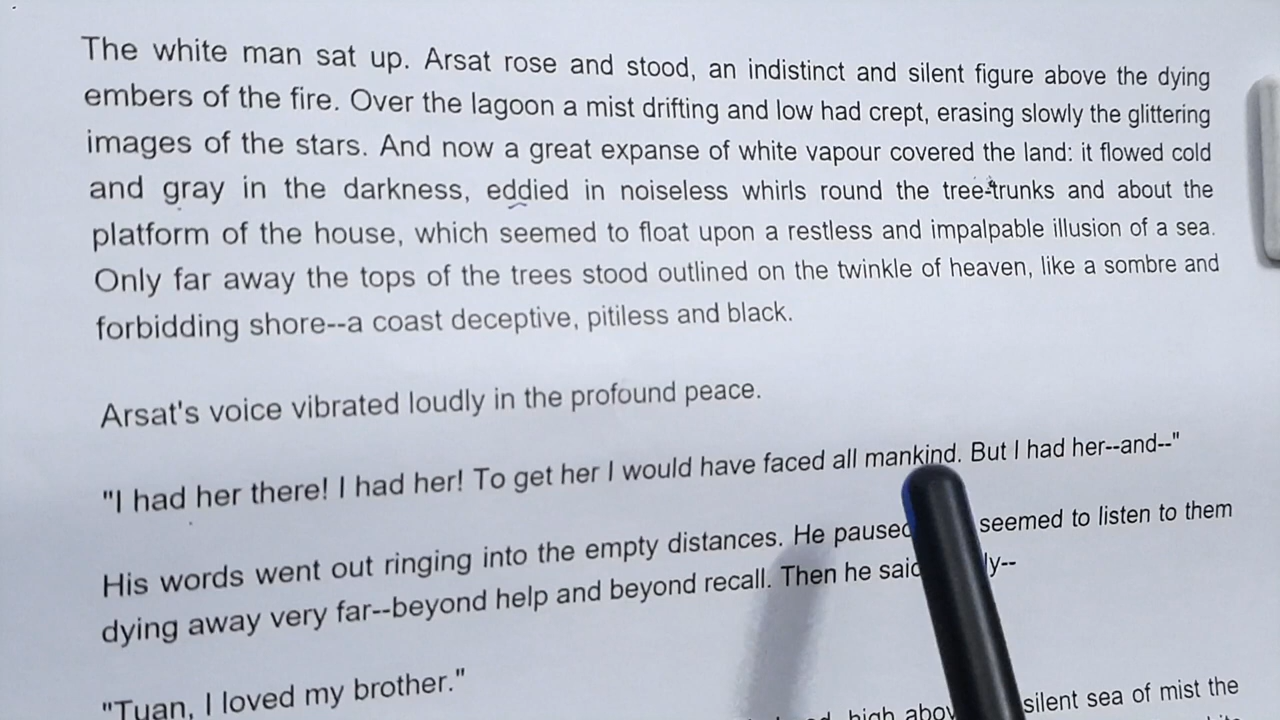 The white man sat up. Arsat rose and stood, an indistinct and silent figure above the dying
embers of the fire. Over the lagoon a mist drifting and low had crept, erasing slowly the glittering
images of the stars. And now a great expanse of white vapour covered the land: it flowed cold
and gray in the darkness, eddied in noiseless whirls round the tree-trunks and about the
platform of the house, which seemed to float upon a restless and impalpable illusion of a sea.
Only far away the tops of the trees stood outlined on the twinkle of heaven, like a sombre and
forbidding shore--a coast deceptive, pitiless and black.
Arsat's voice vibrated loudly in the profound peace.
"I had her there! I had her! To get her I would have faced all mankind. But I had her--and--"
His words went out ringing into the empty distances. He paused seemed to listen to them
dying away very far--beyond help and beyond recall. Then he said
"Tuan, I loved my brother."
high silent sea of mist the